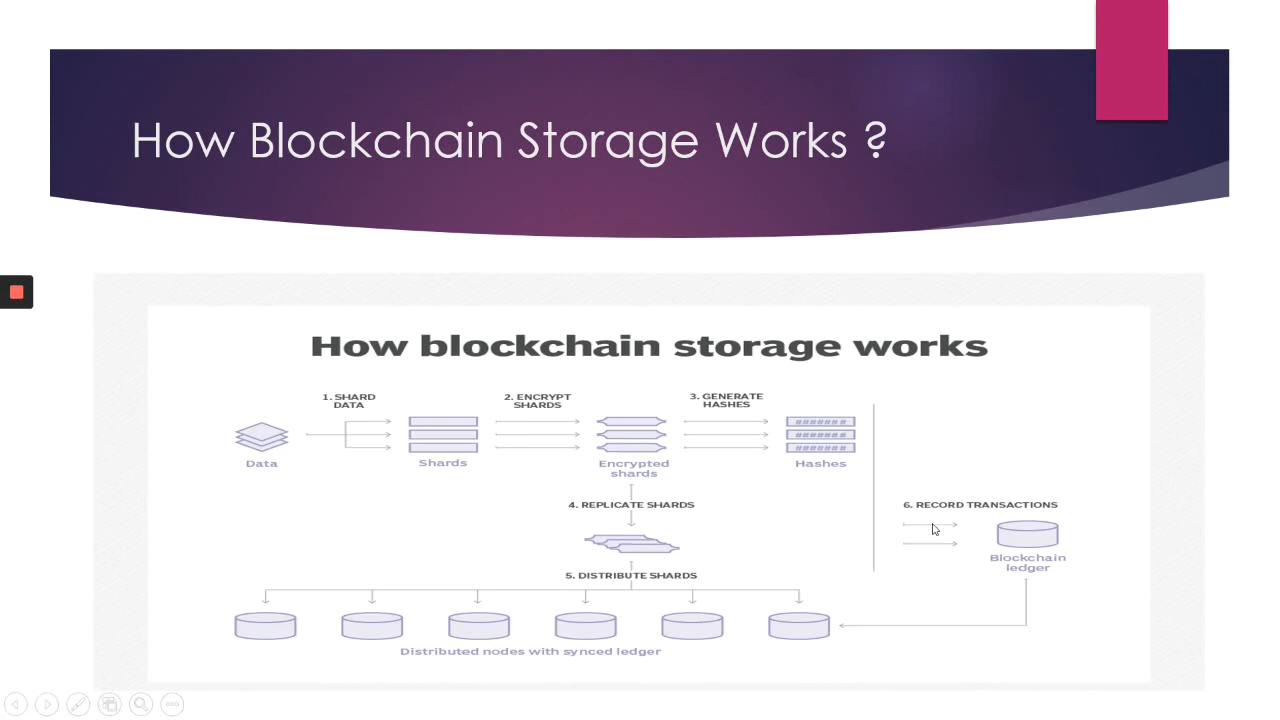 How Blockchain Storage Works ?
How blockchain storage works
1. SHARD
DATA
2. ENCRYPT
SHARDS
3. GENERATE
HASHES
#######
#######
#######
Data
Shards
Encrypted
shards
Hashes
4. REPLICATE SHARDS
6. RECORD TRANSACTIONS
Blockchain
ledger
5. DISTRIBUTE SHARDS
Distributed nodes with synced ledger